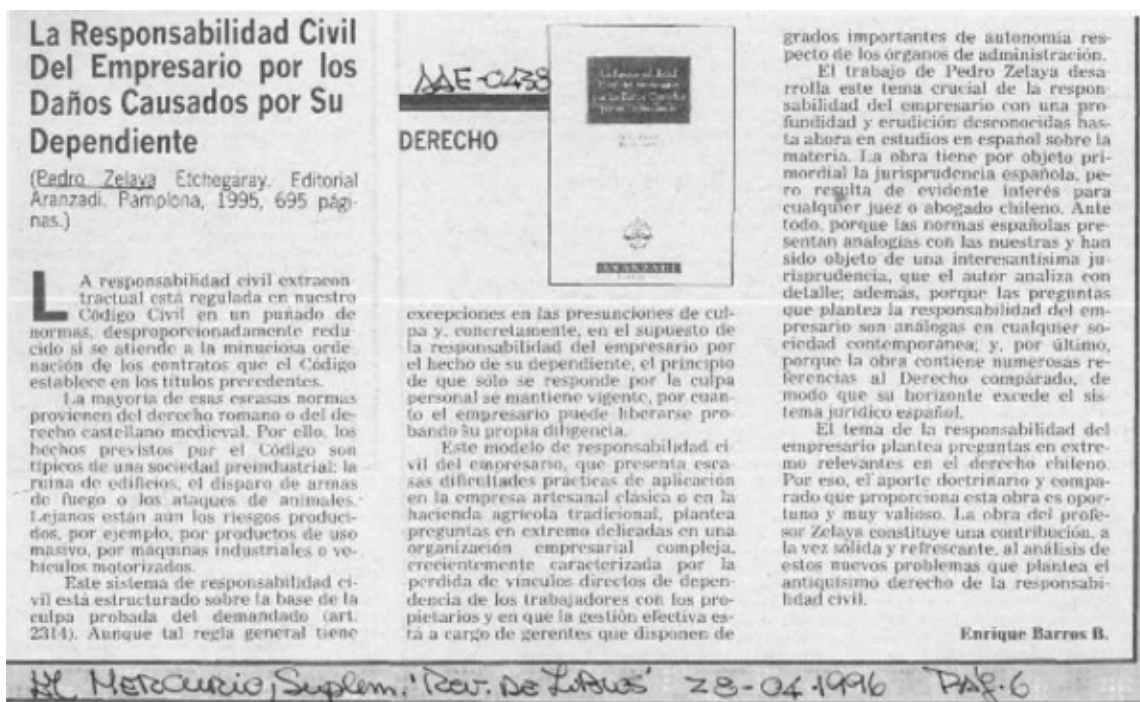 La Responsabilidad Civil
Del Empresario por los
Daños Causados por Su
Dependiente
(Pedro Zelaya Etchegaray. Editorial
Aranzadi. Pamplona, 1995, 695 pági-
nas.)
LA responsabilidad civil extracon-
tractual está regulada en nuestro
Código Civil en un puñado de
normas, desproporcionadamente redu-
cido si se atiende a la minuciosa orde-
nación de los contratos que el Código
establece en los títulos precedentes.
La mayoría de esas escasas normas
provienen del derecho romano o del de-
recho castellano medieval. Por ello, los
hechos previstos por el Código son
típicos de una sociedad preindustrial: la
ruina de edificios, el disparo de armas
de fuego o los ataques de animales.
Lejanos están aun los riesgos produci-
dos, por ejemplo, por productos de uso
masivo, por máquinas industriales o ve-
hículos motorizados.
Este sistema de responsabilidad ci-
vil está estructurado sobre la base de la
culpa probada del demandado (art.
2314). Aunque tal regla general tiene
AAE-0438
DERECHO
ARANZADI
excepciones en las presunciones de cul-
pa y, concretamente, en el supuesto de
la responsabilidad del empresario por
el hecho de su dependiente, el principio
de que sólo se responde por la culpa
personal se mantiene vigente, por cuan-
to el empresario puede liberarse pro-
bando su propia diligencia.
Este modelo de responsabilidad ci-
vil del empresario, que presenta esca-
sas dificultades prácticas de aplicación
en la empresa artesanal clásica o en la
hacienda agrícola tradicional, plantea
preguntas en extremo delicadas en una
organización empresarial compleja,
crecientemente caracterizada por la
pérdida de vínculos directos de depen-
dencia de los trabajadores con los pro-
pietarios y en que la gestión efectiva es-
tá a cargo de gerentes que disponen de
grados importantes de autonomía res-
pecto de los órganos de administración.
El trabajo de Pedro Zelaya desa-
rrolla este tema crucial de la respon-
sabilidad del empresario con una pro-
fundidad y erudición desconocidas has-
ta ahora en estudios en español sobre la
materia. La obra tiene por objeto pri-
mordial la jurisprudencia española, pe-
ro resulta de evidente interés para
cualquier juez o abogado chileno. Ante
todo, porque las normas españolas pre-
sentan analogías con las nuestras y han
sido objeto de una interesantísima ju-
risprudencia, que el autor analiza con
detalle; además, porque las preguntas
que plantea la responsabilidad del em-
presario son análogas en cualquier so-
ciedad contemporánea; y, por último,
porque la obra contiene numerosas re-
ferencias al Derecho comparado, de
modo que su horizonte excede el sis-
tema jurídico español.
El tema de la responsabilidad del
empresario plantea preguntas en extre-
mo relevantes en el derecho chileno.
Por eso, el aporte doctrinario y compa-
rado que proporciona esta obra es opor-
tuno y muy valioso. La obra del profe-
sor Zelaya constituye una contribución, a
la vez sólida y refrescante, al análisis de
estos nuevos problemas que plantea el
antiquísimo derecho de la responsabi-
lidad civil.
Enrique Barros B.
El Mercurio, Suplem. 'Rev. de Libros' 28-04-1996 Pág. 6